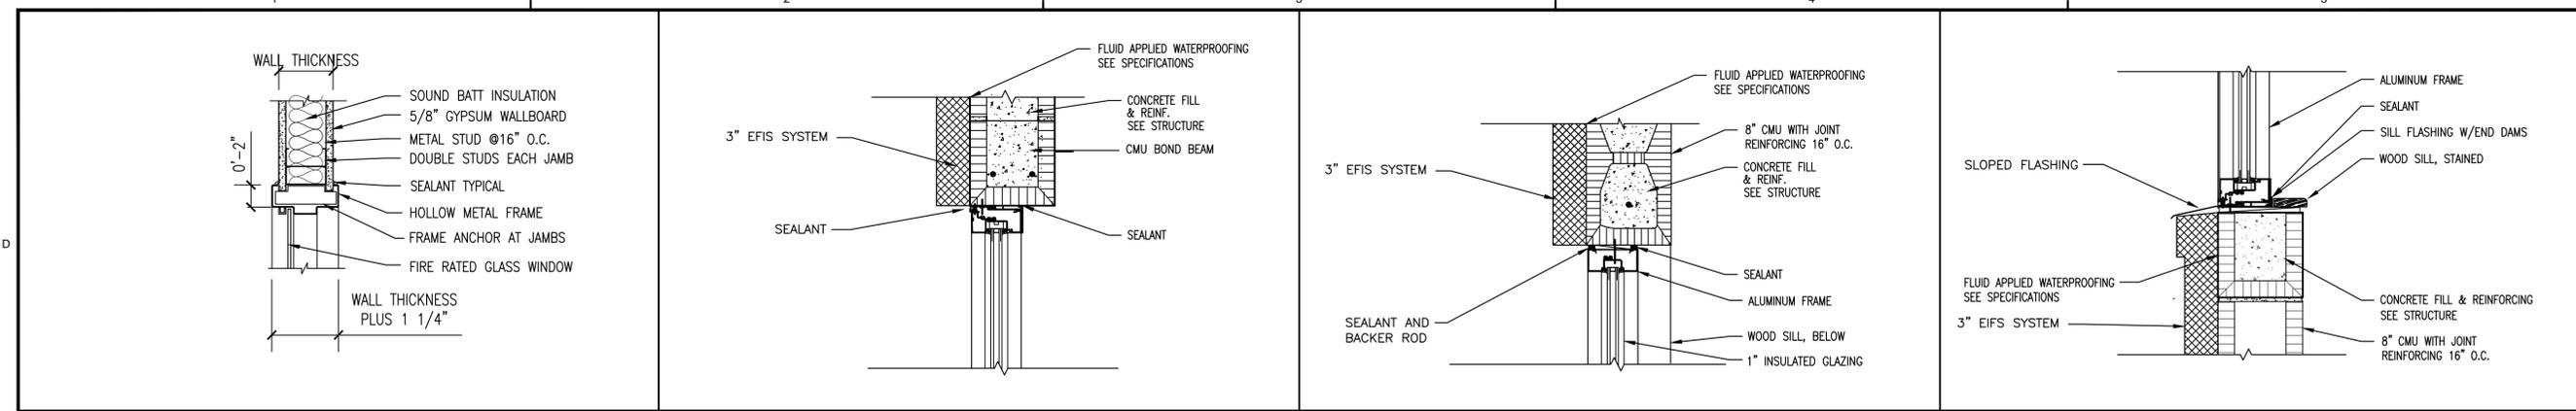 WALL THICKNESS
0'-2"
SOUND BATT INSULATION
5/8" GYPSUM WALLBOARD
METAL STUD @16" O.C.
DOUBLE STUDS EACH JAMB
SEALANT TYPICAL
HOLLOW METAL FRAME
FRAME ANCHOR AT JAMBS
FIRE RATED GLASS WINDOW
WALL THICKNESS
PLUS 1 1/4"
FLUID APPLIED WATERPROOFING
SEE SPECIFICATIONS
CONCRETE FILL
& REINF.
SEE STRUCTURE
3" EFIS SYSTEM
CMU BOND BEAM
SEALANT
SEALANT
FLUID APPLIED WATERPROOFING
SEE SPECIFICATIONS
8" CMU WITH JOINT
REINFORCING 16" O.C.
3" EFIS SYSTEM
CONCRETE FILL
& REINF.
SEE STRUCTURE
SEALANT
ALUMINUM FRAME
SEALANT AND
BACKER ROD
WOOD SILL, BELOW
1" INSULATED GLAZING
ALUMINUM FRAME
SEALANT
SILL FLASHING W/END DAMS
WOOD SILL, STAINED
SLOPED FLASHING
FLUID APPLIED WATERPROOFING
SEE SPECIFICATIONS
CONCRETE FILL & REINFORCING
SEE STRUCTURE
3" EIFS SYSTEM
8" CMU WITH JOINT
REINFORCING 16" O.C.
D